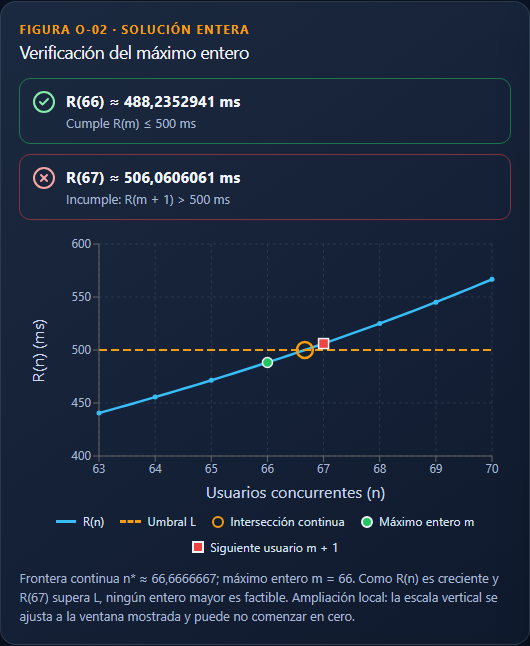 FIGURA O-02 · SOLUCIÓN ENTERA
Verificación del máximo entero
R(66) ≈ 488,2352941 ms
Cumple R(m) ≤ 500 ms
R(67) ≈ 506,0606061 ms
Incumple: R(m + 1) > 500 ms
600
550
500
450
400
R(n) (ms)
63 64 65 66 67 68 69 70
Usuarios concurrentes (n)
R(n) Umbral L Intersección continua Máximo entero m
Siguiente usuario m + 1
Frontera continua n* ≈ 66,6666667; máximo entero m = 66. Como R(n) es creciente y
R(67) supera L, ningún entero mayor es factible. Ampliación local: la escala vertical se
ajusta a la ventana mostrada y puede no comenzar en cero.